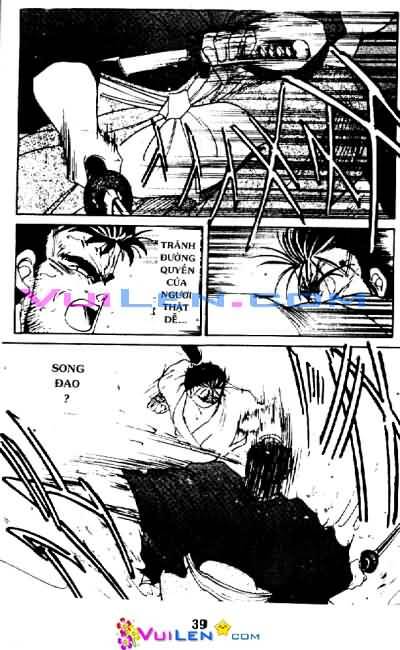 TRÁNH
ĐƯỜNG
QUYỀN
CỦA
NGƯƠI
THẬT
DỄ...
VUILEN.COM
SONG
ĐAO
?
39
VUILEN.COM